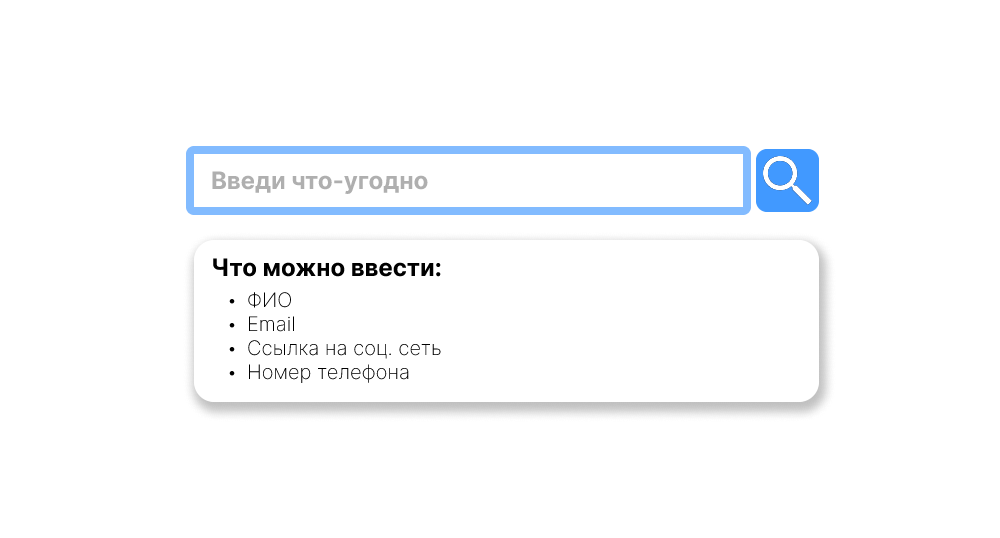 Введи что-угодно
Что можно ввести:
• ФИО
• Email
• Ссылка на соц. сеть
• Номер телефона